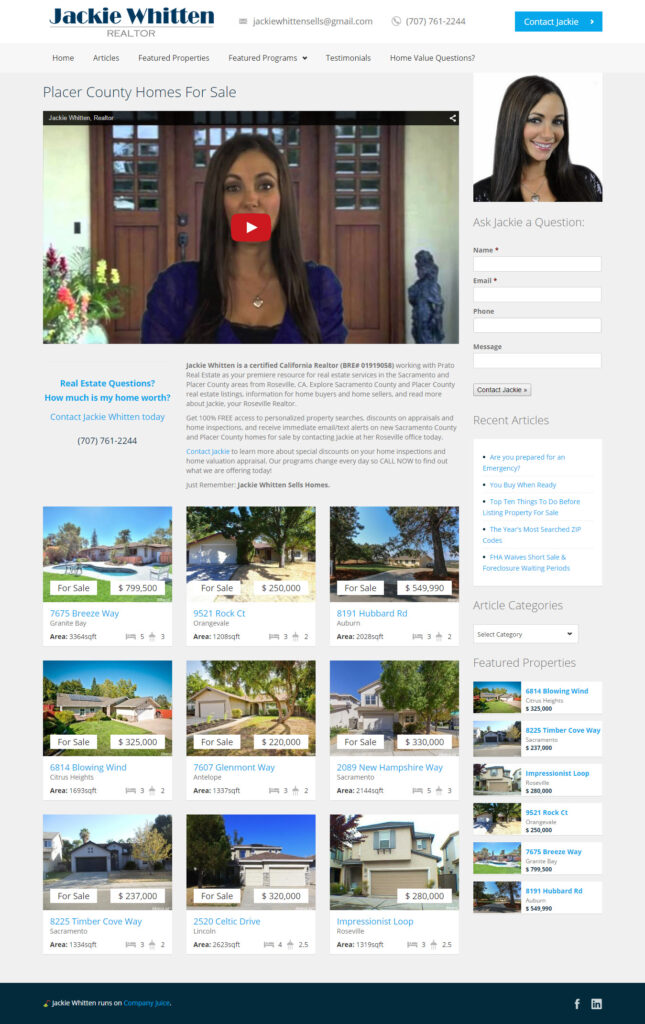 Jackie Whitten
REALTOR
jackiewhittensells@gmail.com
(707) 761-2244
Contact Jackie
Home Articles Featured Properties Featured Programs Testimonials Home Value Questions?
Placer County Homes For Sale
Jackie Whitten, Realtor
Real Estate Questions?
How much is my home worth?
Contact Jackie Whitten today
(707) 761-2244
Jackie Whitten is a certified California Realtor (BRE# 01919058) working with Prato
Real Estate as your premiere resource for real estate services in the Sacramento and
Placer County areas from Roseville, CA. Explore Sacramento County and Placer County
real estate listings, information for home buyers and home sellers, and read more
about Jackie, your Roseville Realtor.
Get 100% FREE access to personalized property searches, discounts on appraisals and
home inspections, and receive immediate email/text alerts on new Sacramento County
and Placer County homes for sale by contacting Jackie at her Roseville office today.
Contact Jackie to learn more about special discounts on your home inspections and
home valuation appraisal. Our programs change every day so CALL NOW to find out
what we are offering today!
Just Remember: Jackie Whitten Sells Homes.
For Sale $ 799,500
7675 Breeze Way
Granite Bay
Area: 3364sqft 5 3
For Sale $ 250,000
9521 Rock Ct
Orangevale
Area: 1208sqft 3 2
For Sale $ 549,990
8191 Hubbard Rd
Auburn
Area: 2028sqft 3 2
For Sale $ 325,000
6814 Blowing Wind
Citrus Heights
Area: 1693sqft 3 2
For Sale $ 220,000
7607 Glenmont Way
Antelope
Area: 1337sqft 3 2
For Sale $ 330,000
2089 New Hampshire Way
Sacramento
Area: 2144sqft 5 3
For Sale $ 237,000
8225 Timber Cove Way
Sacramento
Area: 1334sqft 3 2
For Sale $ 320,000
2520 Celtic Drive
Lincoln
Area: 2623sqft 4 2.5
$ 280,000
Impressionist Loop
Roseville
Area: 1319sqft 3 2.5
Ask Jackie a Question:
Name *
Email *
Phone
Message
Contact Jackie »
Recent Articles
Are you prepared for an
Emergency?
You Buy When Ready
Top Ten Things To Do Before
Listing Property For Sale
The Year's Most Searched ZIP
Codes
FHA Waives Short Sale &
Foreclosure Waiting Periods
Article Categories
Select Category
Featured Properties
6814 Blowing Wind
Citrus Heights
$ 325,000
8225 Timber Cove Way
Sacramento
$ 237,000
Impressionist Loop
Roseville
$ 280,000
9521 Rock Ct
Orangevale
$ 250,000
7675 Breeze Way
Granite Bay
$ 799,500
8191 Hubbard Rd
Auburn
$ 549,990
Jackie Whitten runs on Company Juice.